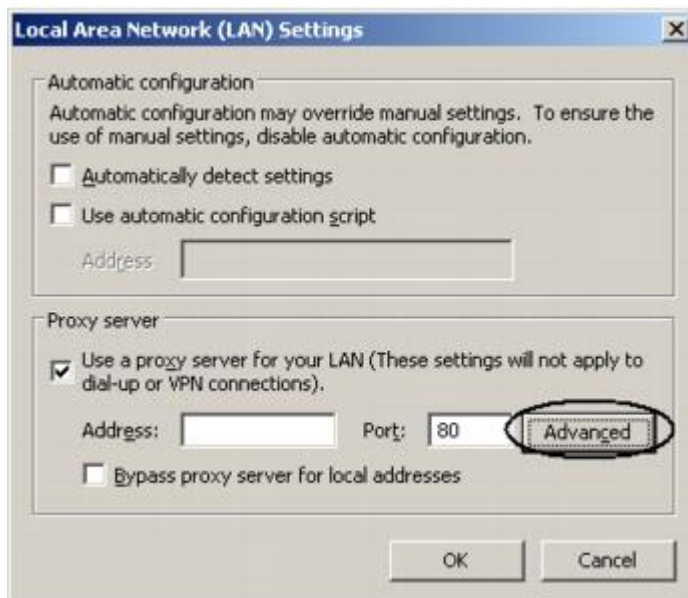 Local Area Network (LAN) Settings
Automatic configuration
Automatic configuration may override manual settings. To ensure the
use of manual settings, disable automatic configuration.
Automatically detect settings
Use automatic configuration script
Address
Proxy server
Use a proxy server for your LAN (These settings will not apply to
dial-up or VPN connections).
Address: Port: 80 Advanced
Bypass proxy server for local addresses
OK Cancel